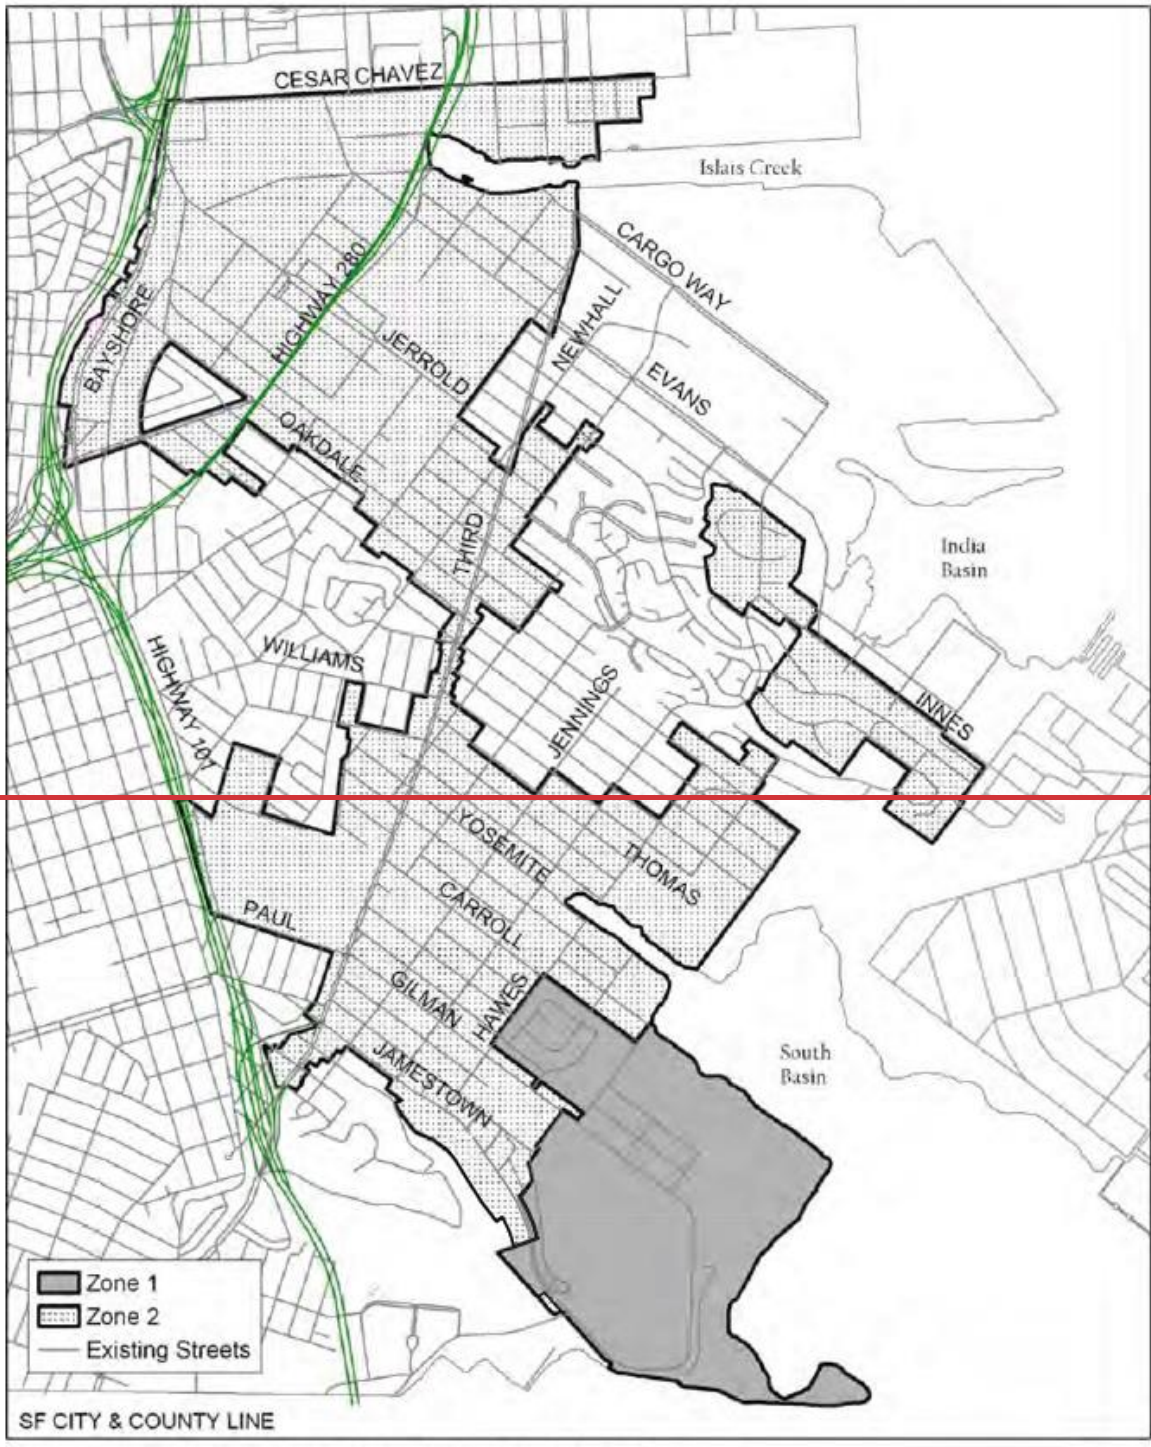 CESAR CHAVEZ
Islais Creek
CARGO WAY
HIGHWAY 280
NEWHALL
BAYSHORE
JERROLD
EVANS
OAKDALE
THIRD
India
Basin
WILLIAMS
HIGHWAY 101
JENNINGS
INNES
YOSEMITE
THOMAS
CARROLL
PAUL
GILMAN
HAWES
JAMESTOWN
South
Basin
Zone 1
Zone 2
Existing Streets
SF CITY & COUNTY LINE